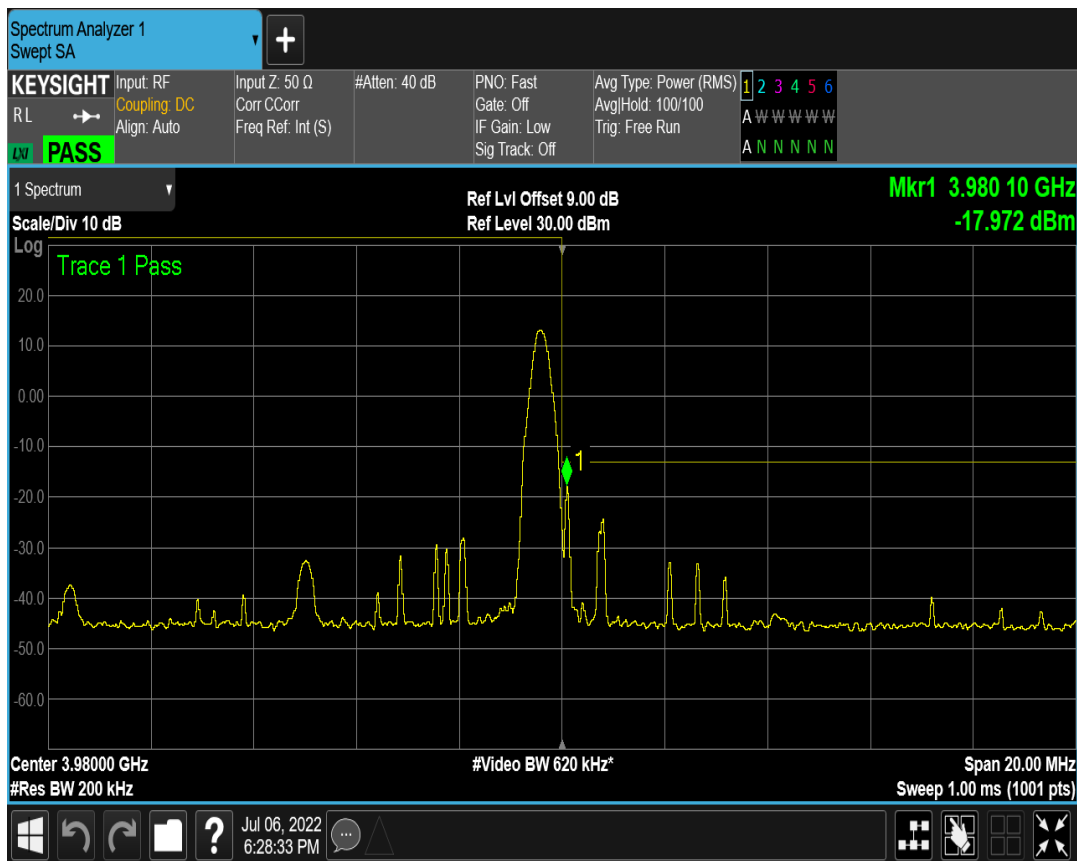 Spectrum Analyzer 1
Swept SA
+
KEYSIGHT
RL
LXI PASS
Input: RF
Coupling: DC
Align: Auto
Input Z: 50 Ω
Corr CCorr
Freq Ref: Int (S)
#Atten: 40 dB
PNO: Fast
Gate: Off
IF Gain: Low
Sig Track: Off
Avg Type: Power (RMS)
Avg|Hold: 100/100
Trig: Free Run
1 2 3 4 5 6
A W W W W W
A N N N N N
1 Spectrum
Scale/Div 10 dB
Ref Lvl Offset 9.00 dB
Ref Level 30.00 dBm
Mkr1 3.980 10 GHz
-17.972 dBm
Log
Trace 1 Pass
20.0
10.0
0.00
-10.0
-20.0
-30.0
-40.0
-50.0
-60.0
1
Center 3.98000 GHz
#Res BW 200 kHz
#Video BW 620 kHz*
Span 20.00 MHz
Sweep 1.00 ms (1001 pts)
?
Jul 06, 2022
6:28:33 PM